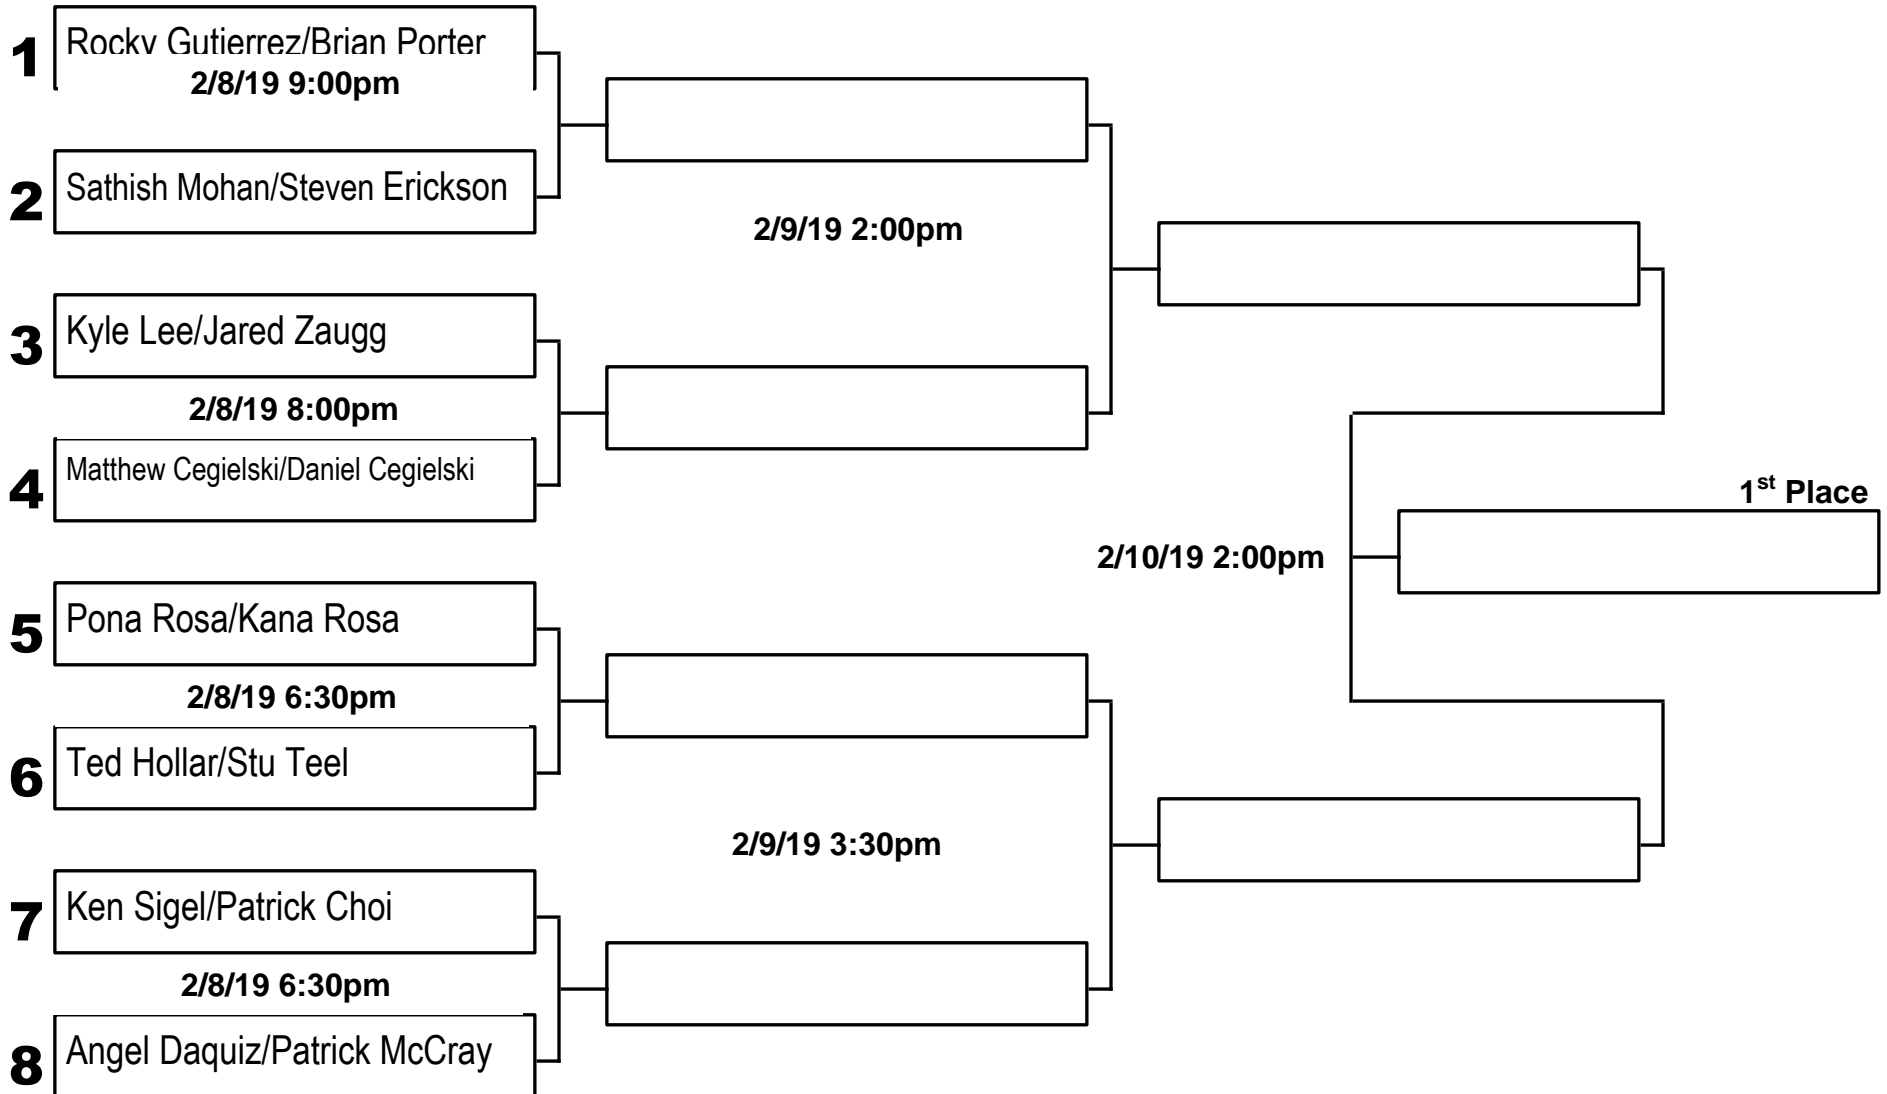 1 Rocky Gutierrez/Brian Porter
2/8/19 9:00pm
2 Sathish Mohan/Steven Erickson
2/9/19 2:00pm
3 Kyle Lee/Jared Zaugg
2/8/19 8:00pm
4 Matthew Cegielski/Daniel Cegielski
1st Place
2/10/19 2:00pm
5 Pona Rosa/Kana Rosa
2/8/19 6:30pm
6 Ted Hollar/Stu Teel
2/9/19 3:30pm
7 Ken Sigel/Patrick Choi
2/8/19 6:30pm
8 Angel Daquiz/Patrick McCray